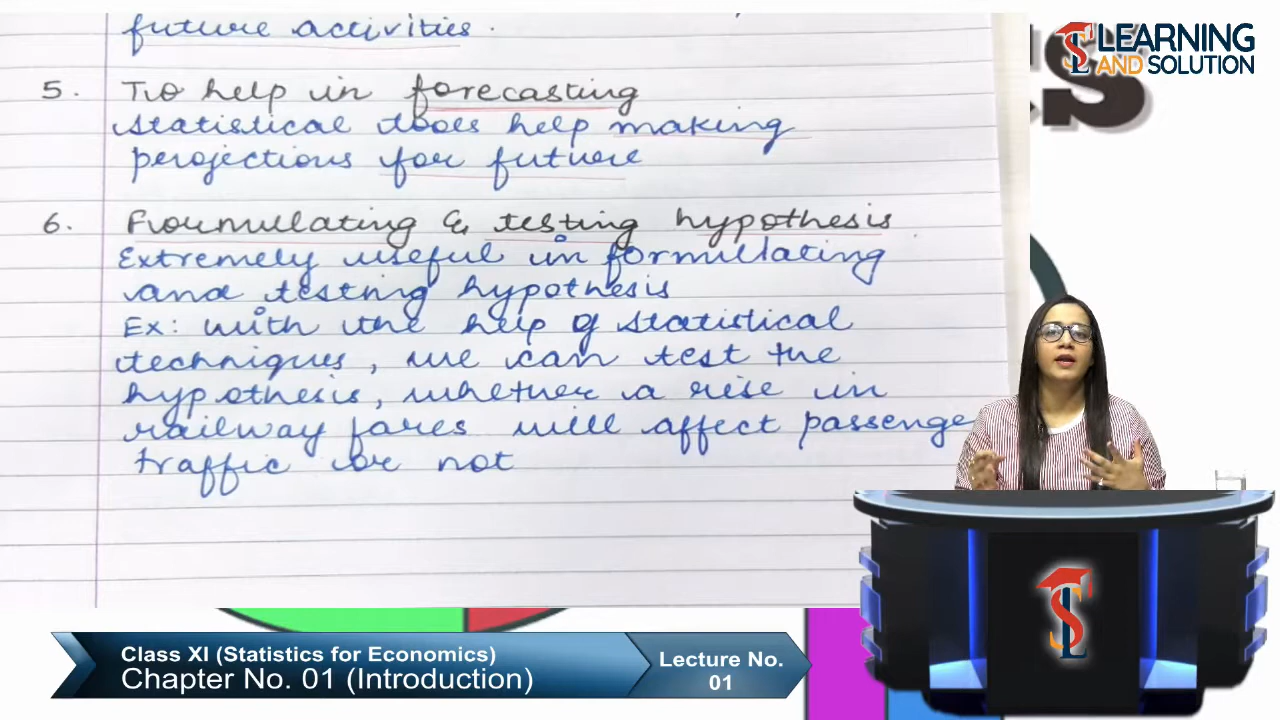 future activities.
LEARNING
AND SOLUTION
5. To help in forecasting
Statistical tools help making
projections for future
6. Formullating & testing hypothesis
Extremely useful in formullating
and testing hypothesis
Ex: with the help of statistical
techniques, we can test the
hypothesis, whether a rise in
railway fares will affect passenge
traffic or not
Class XI (Statistics for Economics)
Chapter No. 01 (Introduction)
Lecture No.
01